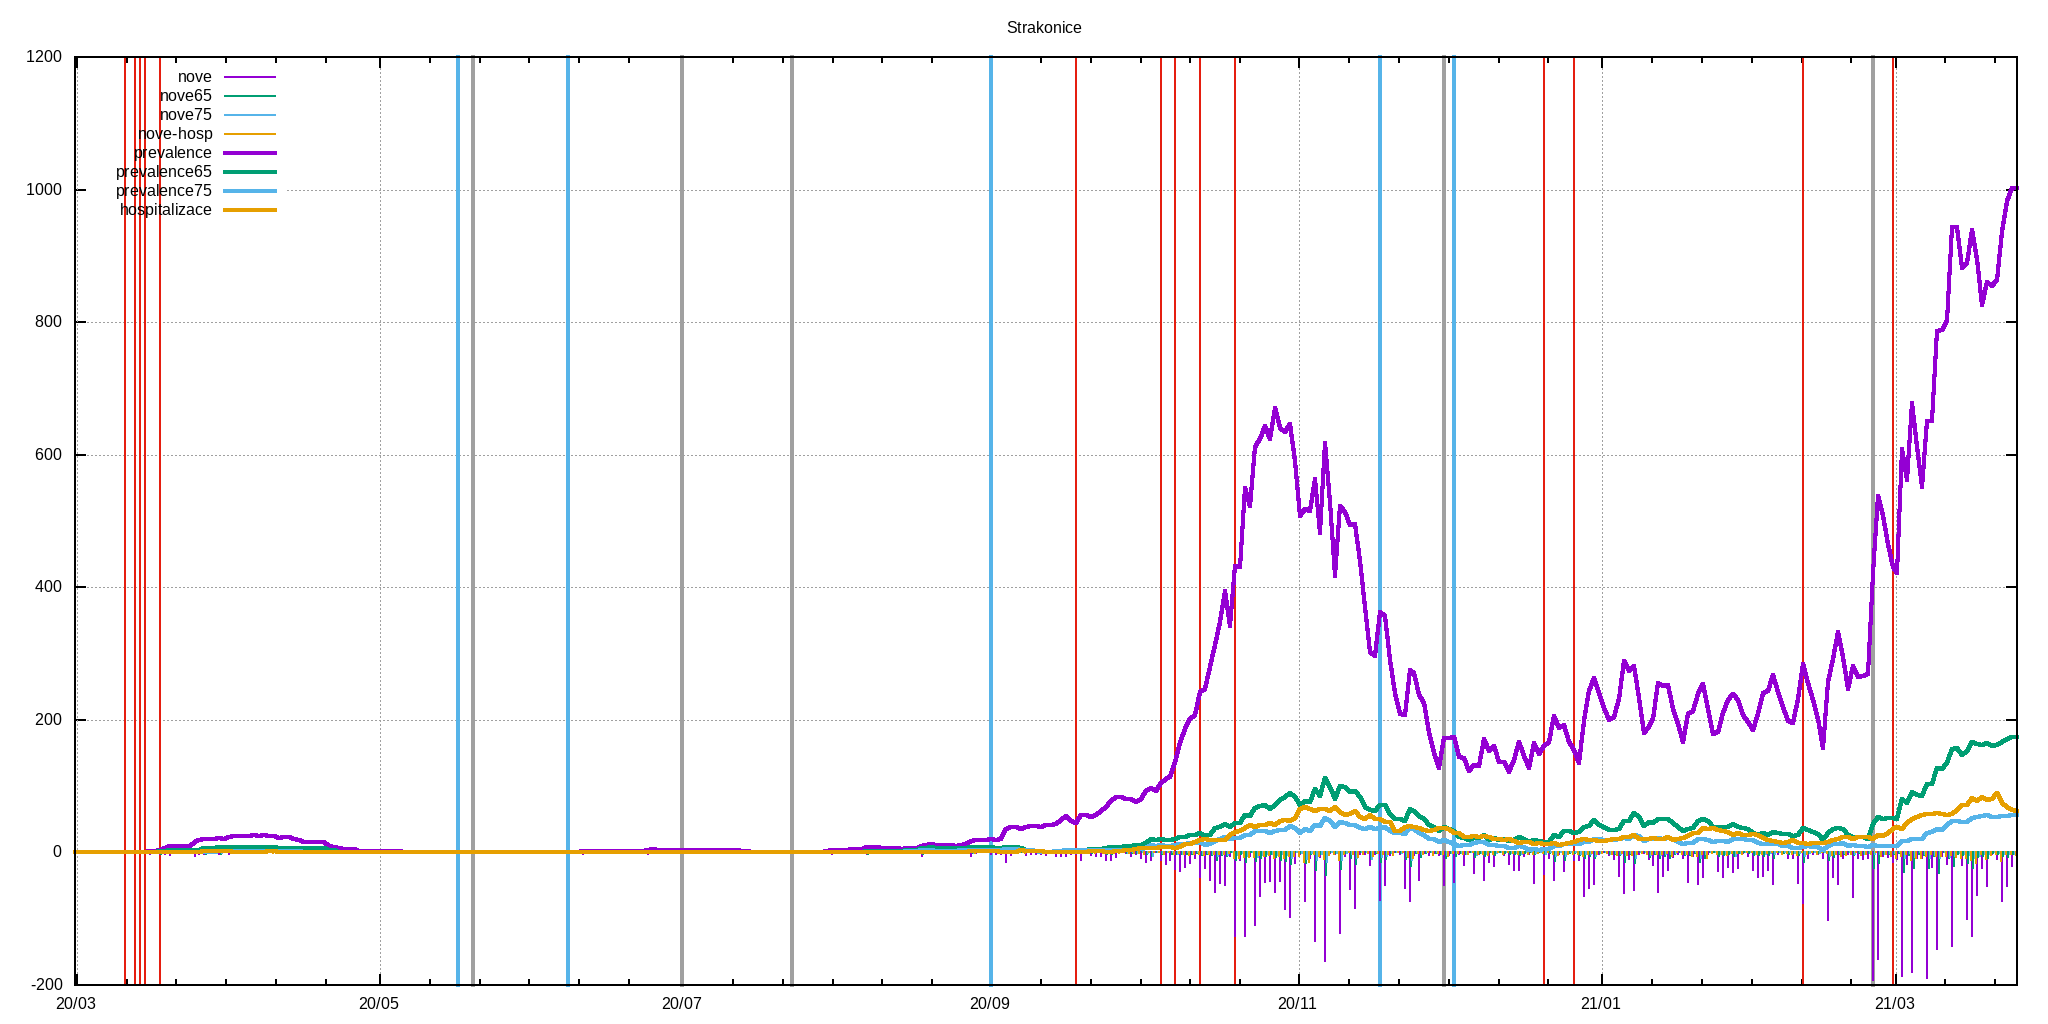 Strakonice
1200
1000
800
600
400
200
0
-200
nove
nove65
nove75
nove-hosp
prevalence
prevalence65
prevalence75
hospitalizace
20/03
20/05
20/07
20/09
20/11
21/01
21/03